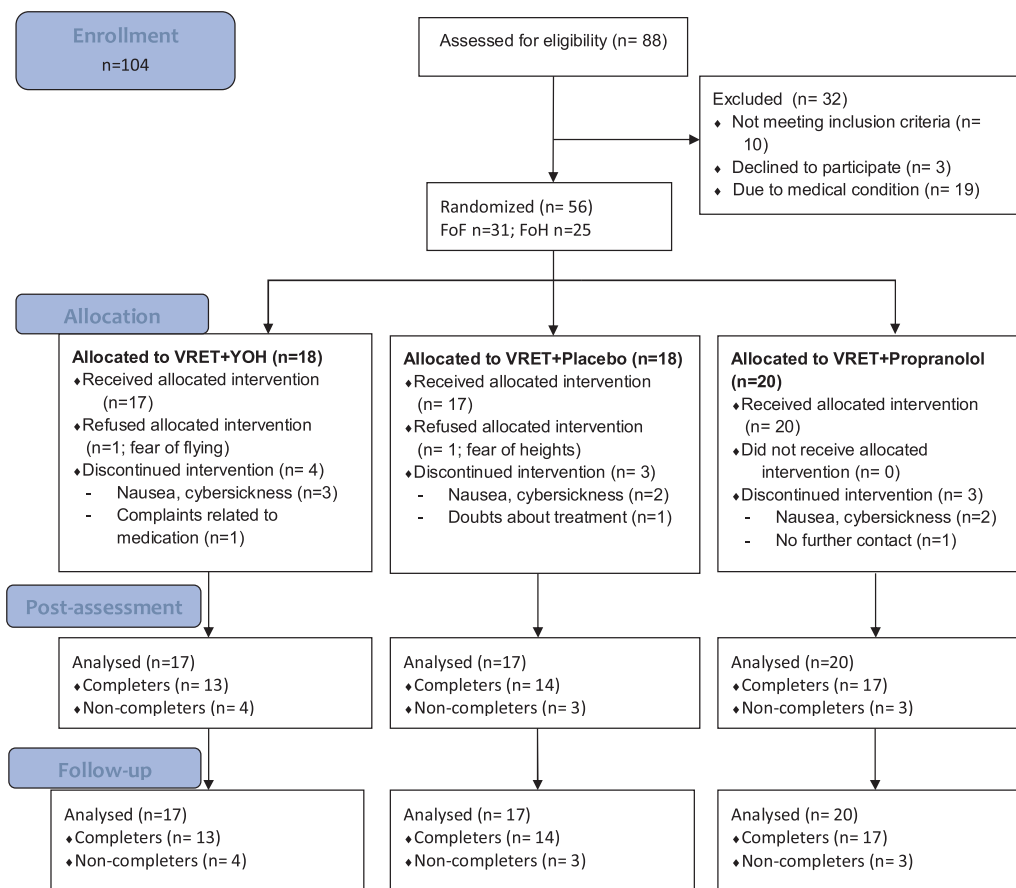 Enrollment
n=104
Assessed for eligibility (n= 88)
Excluded (n= 32)
♦ Not meeting inclusion criteria (n=
10)
♦ Declined to participate (n= 3)
♦ Due to medical condition (n= 19)
Randomized (n= 56)
FoF n=31; FoH n=25
Allocation
Allocated to VRET+YOH (n=18)
♦Received allocated intervention
(n=17)
♦Refused allocated intervention
(n=1; fear of flying)
♦Discontinued intervention (n= 4)
- Nausea, cybersickness (n=3)
- Complaints related to
medication (n=1)
Allocated to VRET+Placebo (n=18)
♦Received allocated intervention
(n= 17)
♦Refused allocated intervention
(n= 1; fear of heights)
♦Discontinued intervention (n= 3)
- Nausea, cybersickness (n=2)
- Doubts about treatment (n=1)
Allocated to VRET+Propranolol
(n=20)
♦Received allocated intervention
(n= 20)
♦Did not receive allocated
intervention (n= 0)
♦Discontinued intervention (n= 3)
- Nausea, cybersickness (n=2)
- No further contact (n=1)
Post-assessment
Analysed (n=17)
♦Completers (n= 13)
♦Non-completers (n= 4)
Analysed (n=17)
♦Completers (n= 14)
♦Non-completers (n= 3)
Analysed (n=20)
♦Completers (n= 17)
♦Non-completers (n= 3)
Follow-up
Analysed (n=17)
♦Completers (n= 13)
♦Non-completers (n= 4)
Analysed (n= 17)
♦Completers (n= 14)
♦Non-completers (n= 3)
Analysed (n= 20)
♦Completers (n= 17)
♦Non-completers (n= 3)